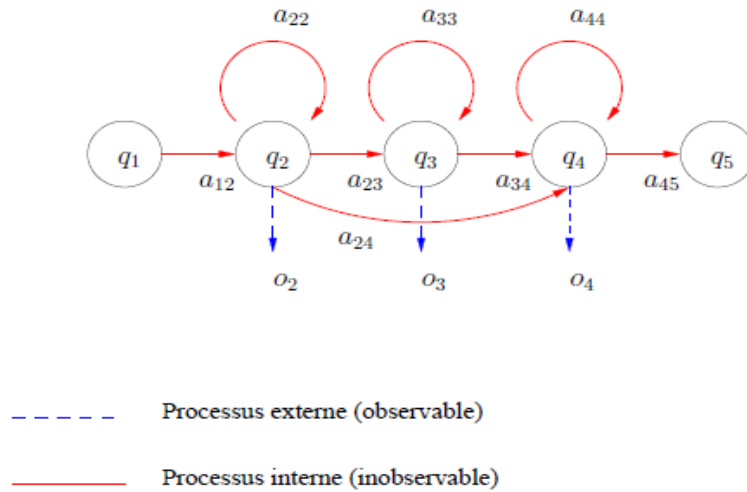 a22 a33 a44
q1 q2 q3 q4 q5
a12 a23 a34 a45
a24
o2 o3 o4
Processus externe (observable)
Processus interne (inobservable)